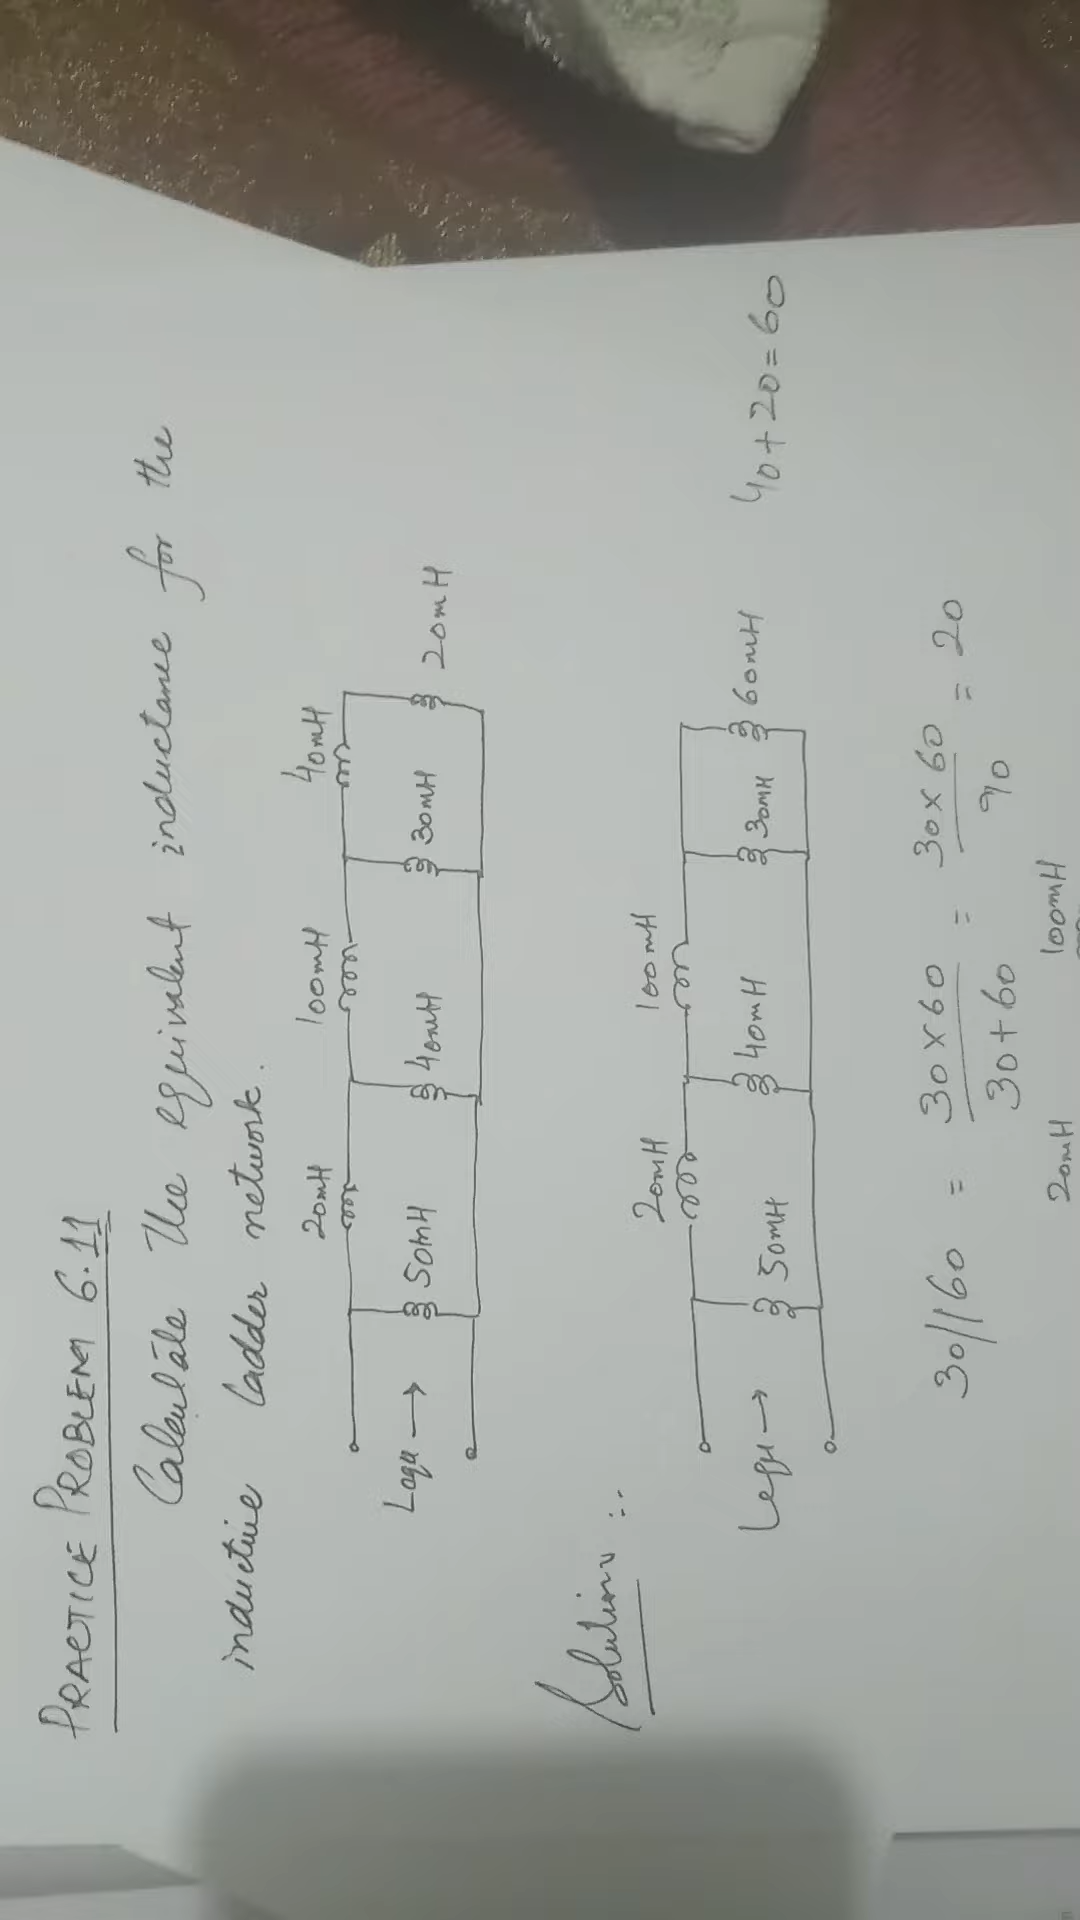 PRACTICE PROBLEM 6.11
Calculate the equivalent inductance for the
inductive ladder network.
20mH 100mH 40mH
Leqq → 50mH 40mH 30mH 20mH
Solution :-
20mH 100mH
Leqq → 50mH 40mH 30mH 60mH 40+20=60
30//60 = 30×60 = 30×60 = 20
30+60 90
20mH 100mH